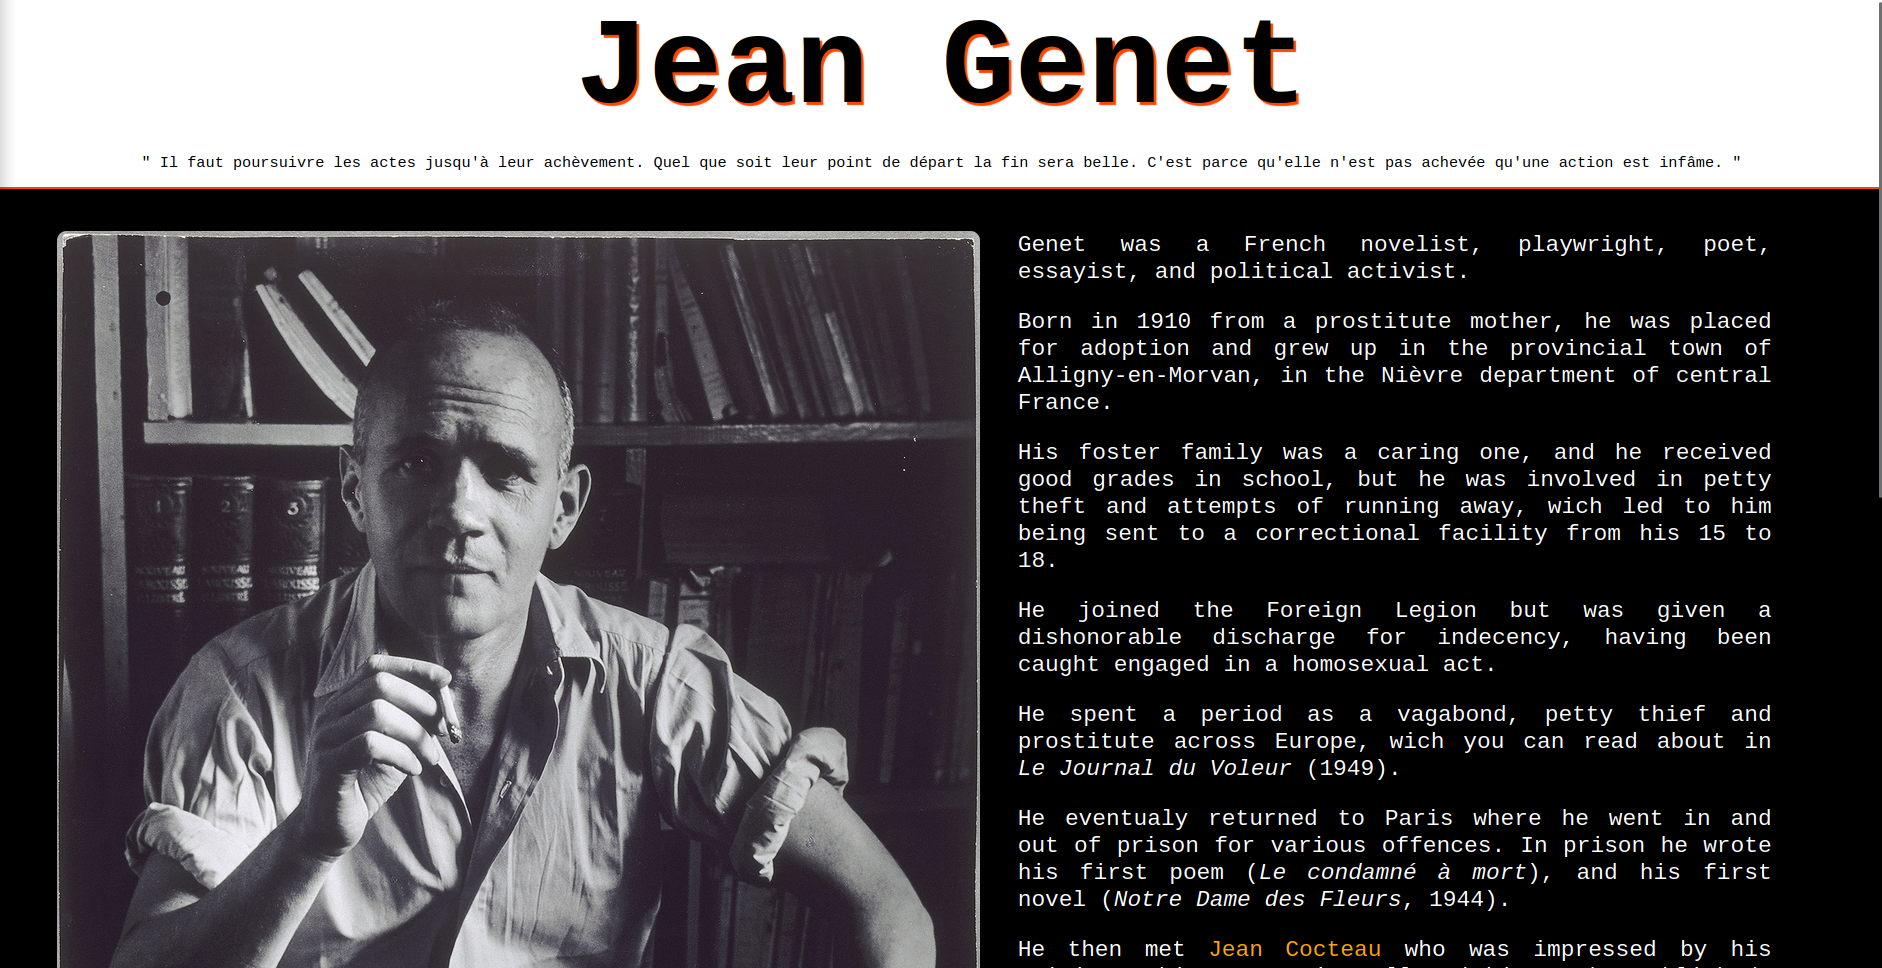 Jean Genet
" Il faut poursuivre les actes jusqu'à leur achèvement. Quel que soit leur point de départ la fin sera belle. C'est parce qu'elle n'est pas achevée qu'une action est infâme. "
Genet was a French novelist, playwright, poet,
essayist, and political activist.
Born in 1910 from a prostitute mother, he was placed
for adoption and grew up in the provincial town of
Alligny-en-Morvan, in the Nièvre department of central
France.
His foster family was a caring one, and he received
good grades in school, but he was involved in petty
theft and attempts of running away, wich led to him
being sent to a correctional facility from his 15 to
18.
He joined the Foreign Legion but was given a
dishonorable discharge for indecency, having been
caught engaged in a homosexual act.
He spent a period as a vagabond, petty thief and
prostitute across Europe, wich you can read about in
Le Journal du Voleur (1949).
He eventualy returned to Paris where he went in and
out of prison for various offences. In prison he wrote
his first poem (Le condamné à mort), and his first
novel (Notre Dame des Fleurs, 1944).
He then met Jean Cocteau who was impressed by his
1 2 3